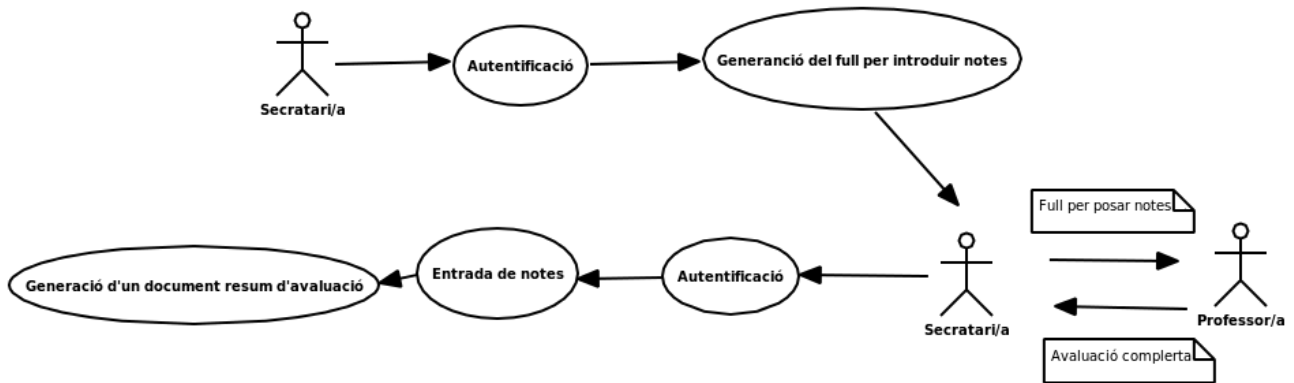 Autentificació
Generanció del full per introduir notes
Secratari/a
Full per posar notes
Generació d'un document resum d'avaluació
Entrada de notes
Autentificació
Secratari/a
Professor/a
Avaluació complerta